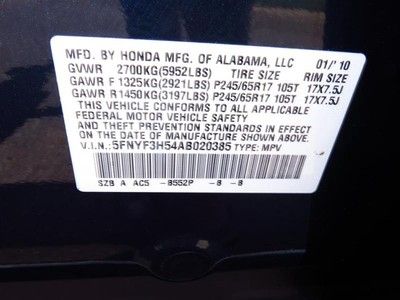 MFD. BY HONDA MFG. OF ALABAMA, LLC 01/'10
GVWR 2700KG(5952LBS) TIRE SIZE RIM SIZE
GAWR F 1325KG(2921LBS) P245/65R17 105T 17X7.5J
GAWR R1450KG(3197LBS) P245/65R17 105T 17X7.5J
THIS VEHICLE CONFORMS TO ALL APPLICABLE
FEDERAL MOTOR VEHICLE SAFETY
AND THEFT PREVENTION STANDARDS IN EFFECT
ON THE DATE OF MANUFACTURE SHOWN ABOVE.
V.I.N.: 5FNYF3H54AB020385 TYPE: MPV
SZB A AC5 -B552P -B -B